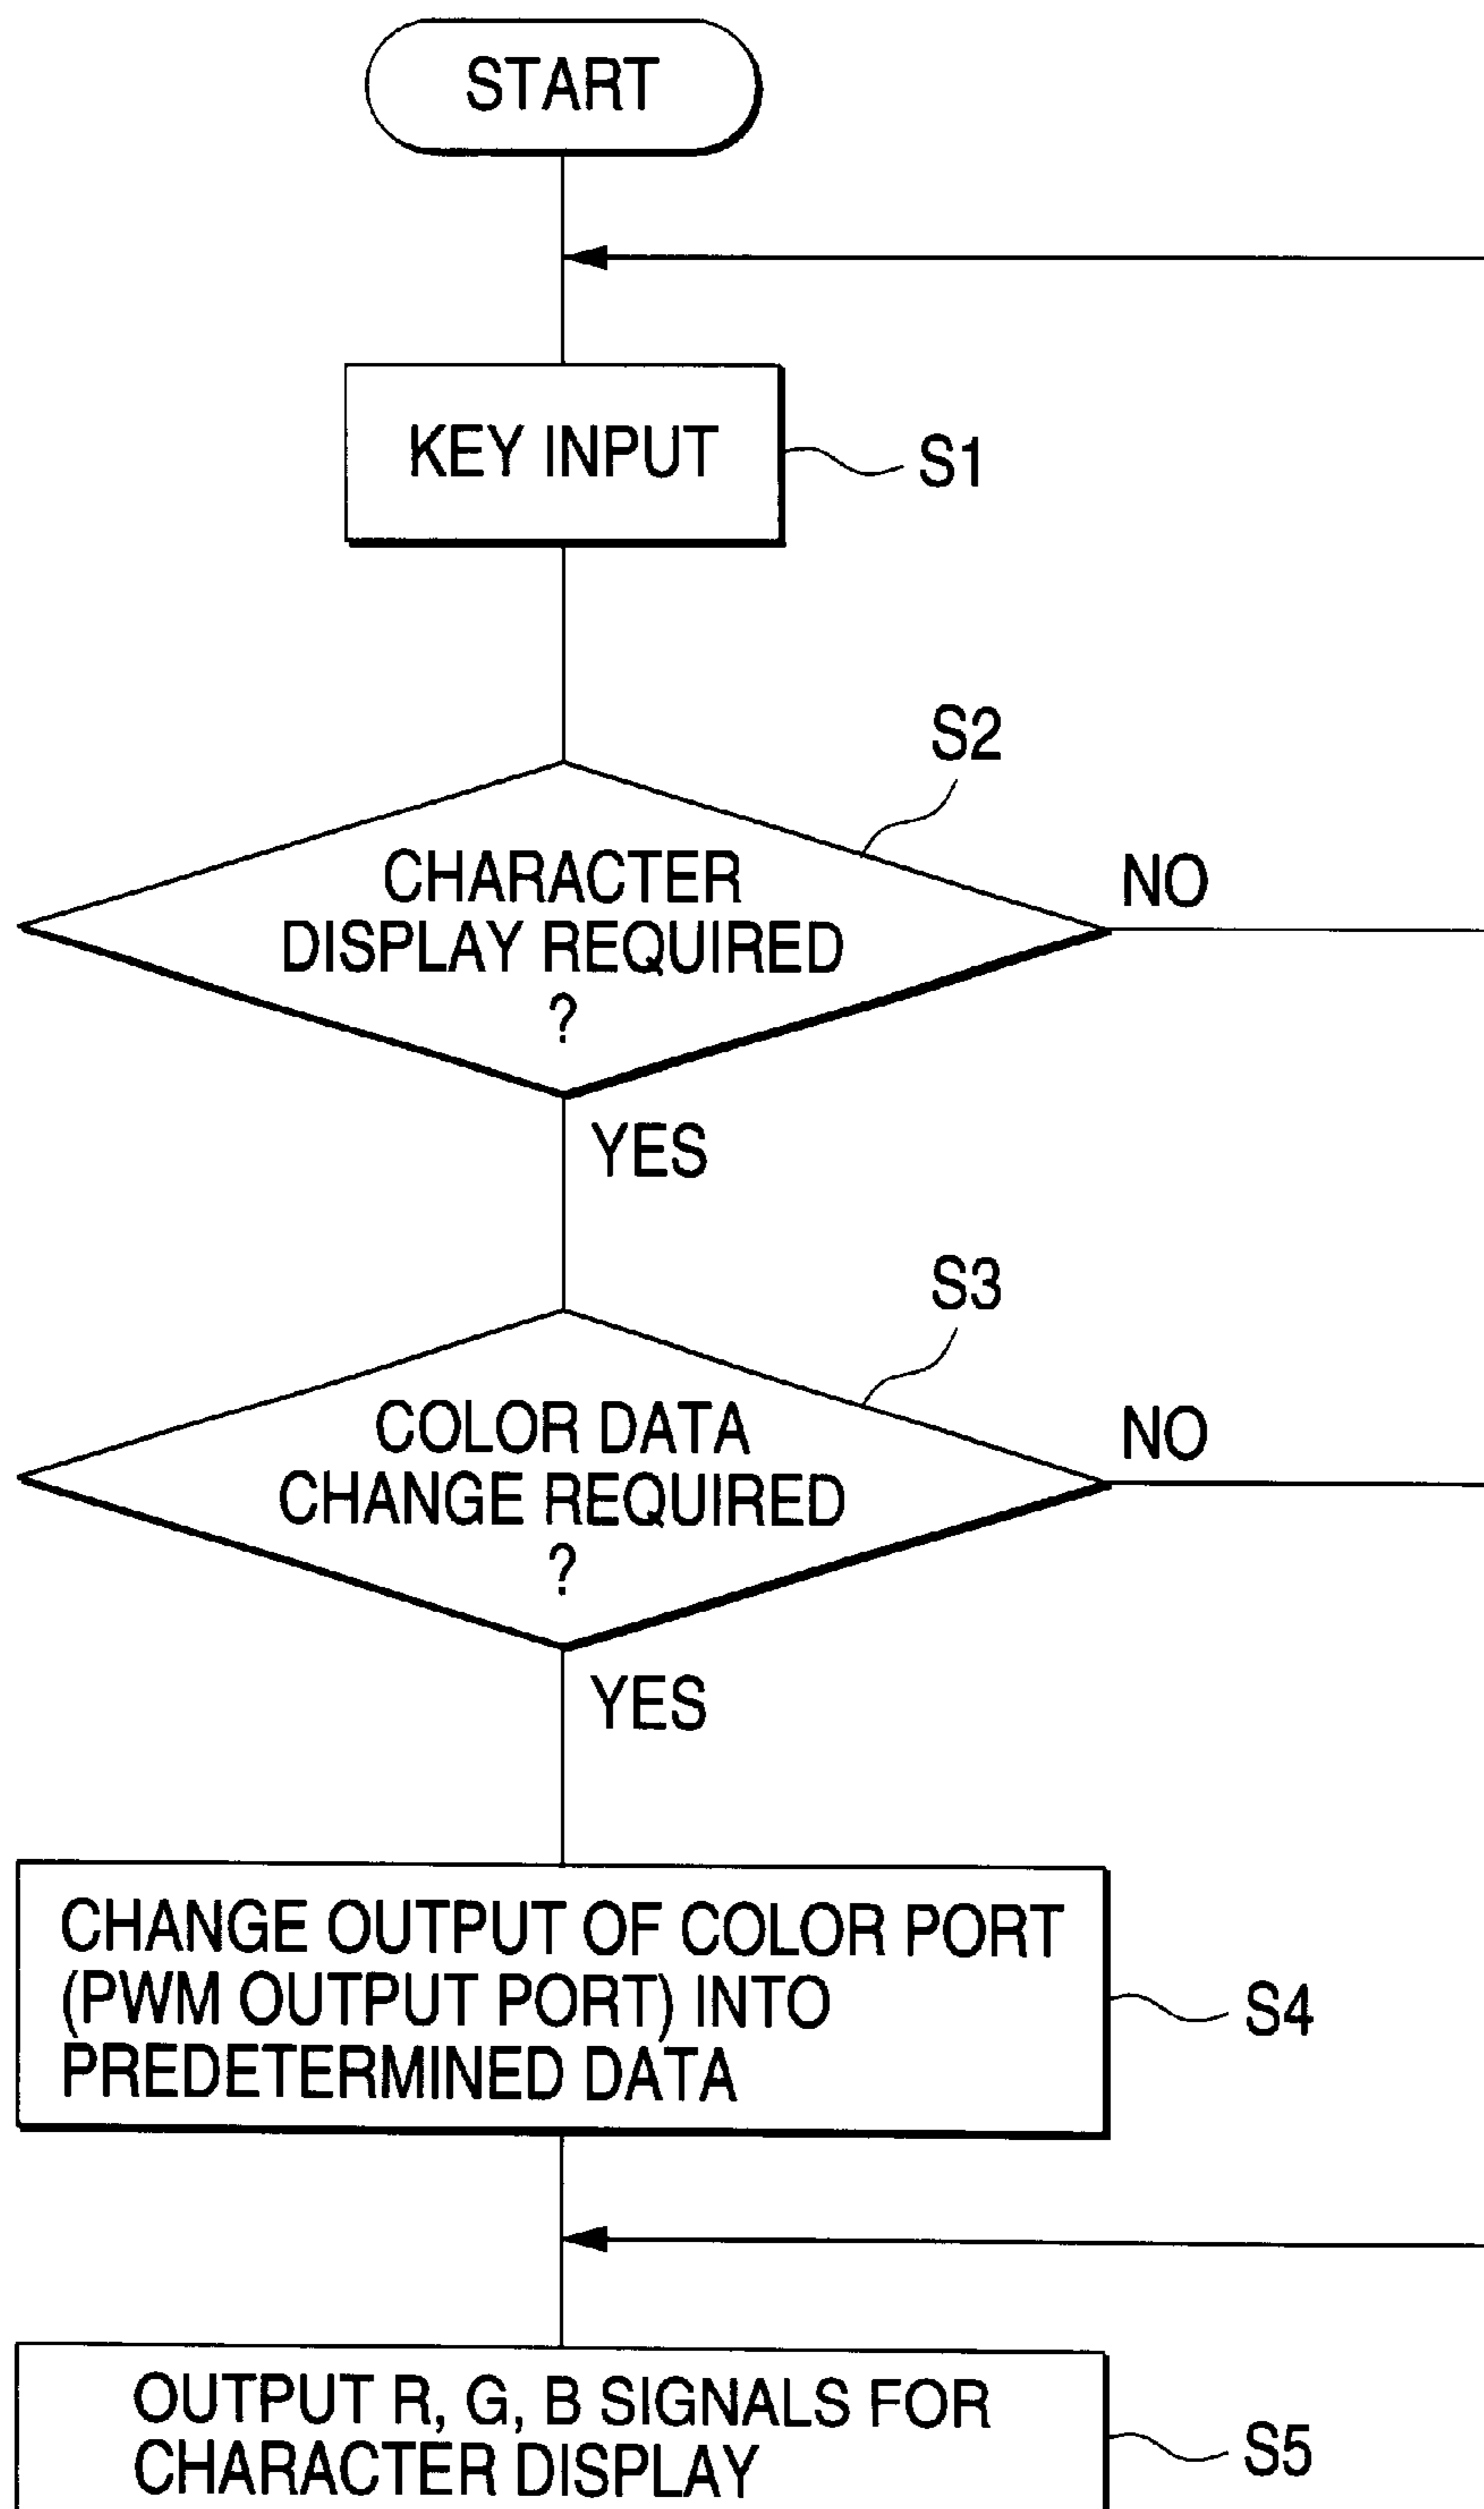 START
KEY INPUT
S1
S2
CHARACTER
DISPLAY REQUIRED
?
NO
YES
S3
COLOR DATA
CHANGE REQUIRED
?
NO
YES
CHANGE OUTPUT OF COLOR PORT
(PWM OUTPUT PORT) INTO
PREDETERMINED DATA
S4
OUTPUT R, G, B SIGNALS FOR
CHARACTER DISPLAY
S5